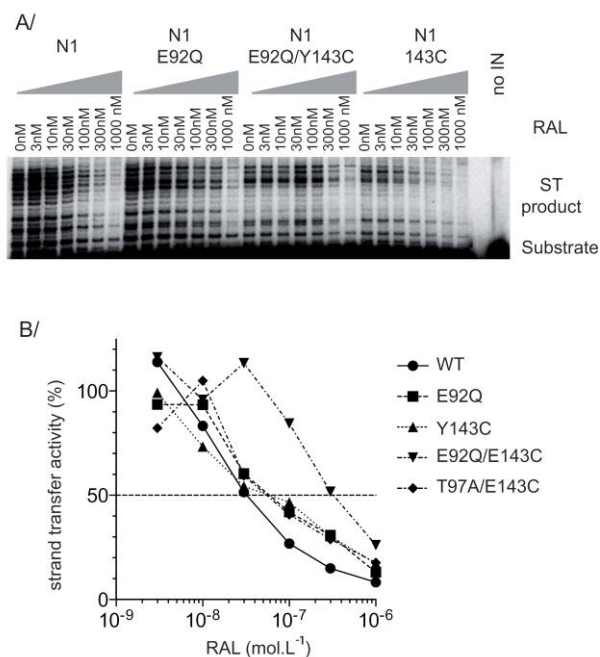 A/
N1
N1 E92Q
N1 E92Q/Y143C
N1 143C
no IN
0nM 3nM 10nM 30nM 100nM 300nM 1000 nM
0nM 3nM 10nM 30nM 100nM 300nM 1000 nM
0nM 3nM 10nM 30nM 100nM 300nM 1000 nM
0nM 3nM 10nM 30nM 100nM 300nM 1000 nM
RAL
ST
product
Substrate
B/
strand transfer activity (%)
100
50
0
10-9 10-8 10-7 10-6
RAL (mol.L-1)
WT
E92Q
Y143C
E92Q/E143C
T97A/E143C